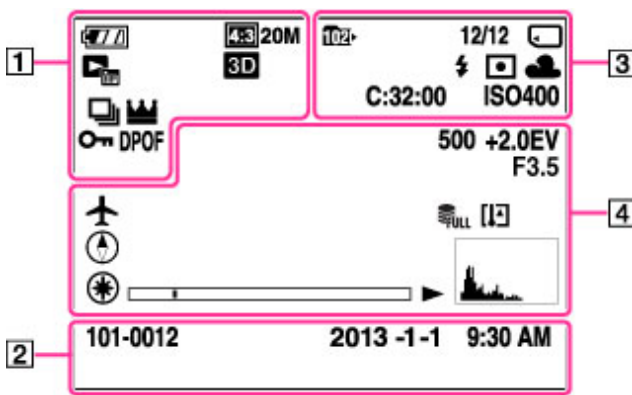 4:3 20M
3D
DPOF
102
12/12
C:32:00 ISO400
500 +2.0EV
F3.5
FULL
101-0012 2013 -1-1 9:30 AM
1
2
3
4